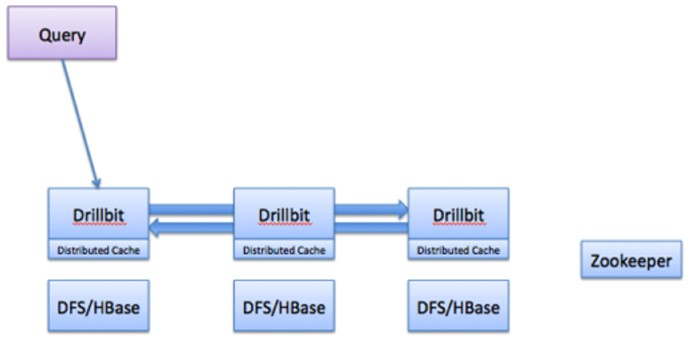 Query
Drillbit
Drillbit
Drillbit
Distributed Cache
Distributed Cache
Distributed Cache
Zookeeper
DFS/HBase
DFS/HBase
DFS/HBase